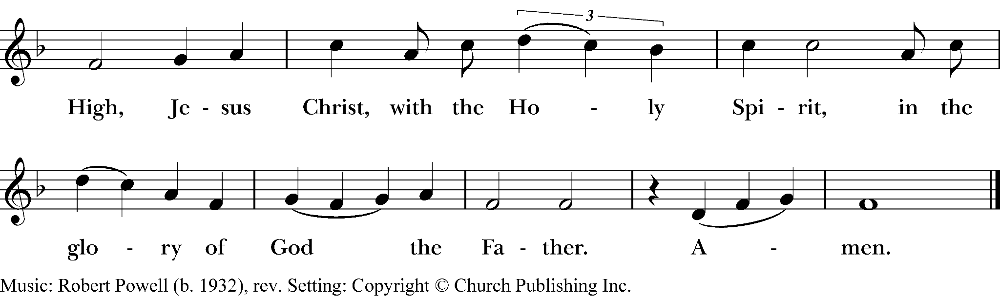 3
High, Je - sus Christ, with the Ho - ly Spi - rit, in the
glo - ry of God the Fa - ther. A - men.
Music: Robert Powell (b. 1932), rev. Setting: Copyright © Church Publishing Inc.